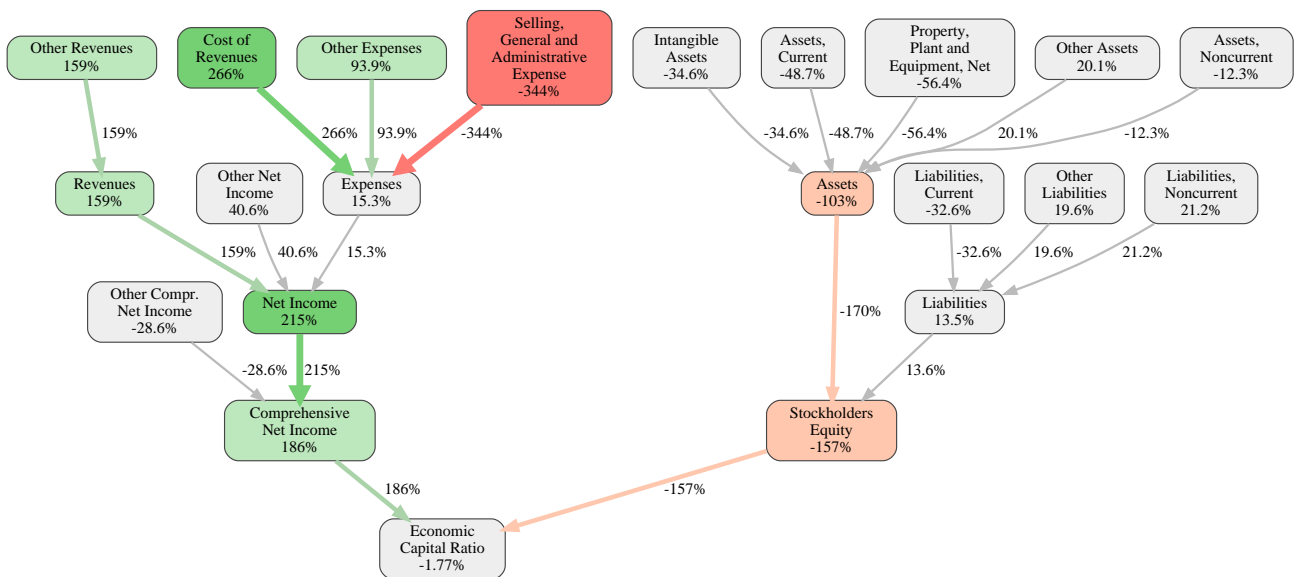 Other Revenues
159%
Cost of
Revenues
266%
Other Expenses
93.9%
Selling,
General and
Administrative
Expense
-344%
Intangible
Assets
-34.6%
Assets,
Current
-48.7%
Property,
Plant and
Equipment, Net
-56.4%
Other Assets
20.1%
Assets,
Noncurrent
-12.3%
159%
266%
93.9%
-344%
-34.6%
-48.7%
-56.4%
20.1%
-12.3%
Revenues
159%
Other Net
Income
40.6%
Expenses
15.3%
Assets
-103%
Liabilities,
Current
-32.6%
Other
Liabilities
19.6%
Liabilities,
Noncurrent
21.2%
159%
40.6%
15.3%
-32.6%
19.6%
21.2%
Other Compr.
Net Income
-28.6%
Net Income
215%
-170%
Liabilities
13.5%
-28.6%
215%
13.6%
Comprehensive
Net Income
186%
Stockholders
Equity
-157%
186%
-157%
Economic
Capital Ratio
-1.77%